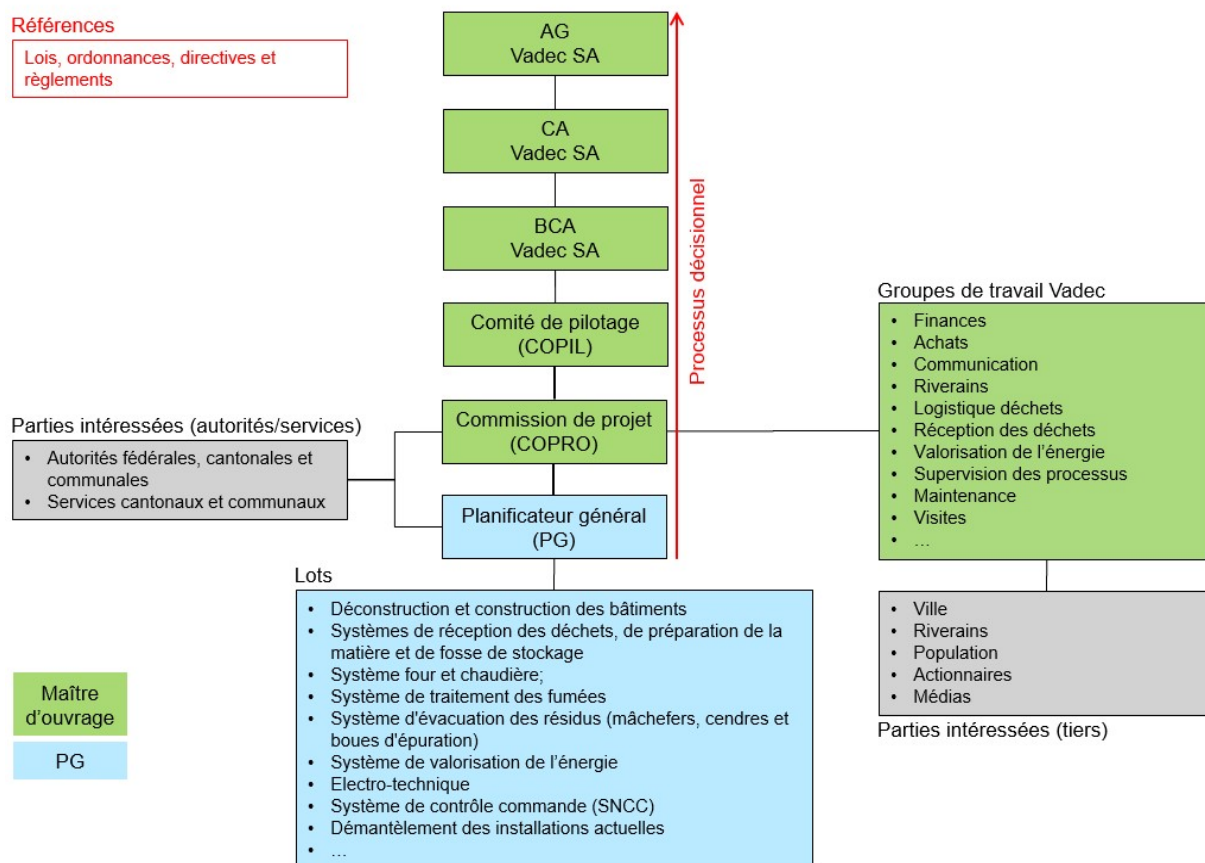 Références
Lois, ordonnances, directives et
règlements
AG
Vadec SA
CA
Vadec SA
BCA
Vadec SA
Comité de pilotage
(COPIL)
Commission de projet
(COPRO)
Planificateur général
(PG)
Processus décisionnel
Parties intéressées (autorités/services)
• Autorités fédérales, cantonales et
communales
• Services cantonaux et communaux
Groupes de travail Vadec
• Finances
• Achats
• Communication
• Riverains
• Logistique déchets
• Réception des déchets
• Valorisation de l’énergie
• Supervision des processus
• Maintenance
• Visites
• …
• Ville
• Riverains
• Population
• Actionnaires
• Médias
Parties intéressées (tiers)
Lots
• Déconstruction et construction des bâtiments
• Systèmes de réception des déchets, de préparation de la
matière et de fosse de stockage
• Système four et chaudière;
• Système de traitement des fumées
• Système d'évacuation des résidus (mâchefers, cendres et
boues d'épuration)
• Système de valorisation de l’énergie
• Electro-technique
• Système de contrôle commande (SNCC)
• Démantèlement des installations actuelles
• …
Maître
d’ouvrage
PG